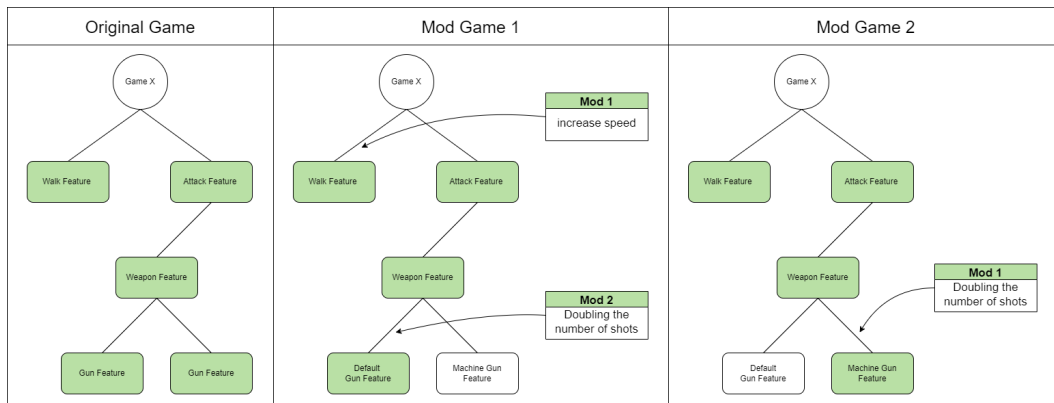 Original Game
Mod Game 1
Mod Game 2
Game X
Walk Feature
Attack Feature
Weapon Feature
Gun Feature
Gun Feature
Game X
Mod 1
increase speed
Walk Feature
Attack Feature
Weapon Feature
Mod 2
Doubling the
number of shots
Default
Gun Feature
Machine Gun
Feature
Game X
Walk Feature
Attack Feature
Weapon Feature
Mod 1
Doubling the
number of shots
Default
Gun Feature
Machine Gun
Feature